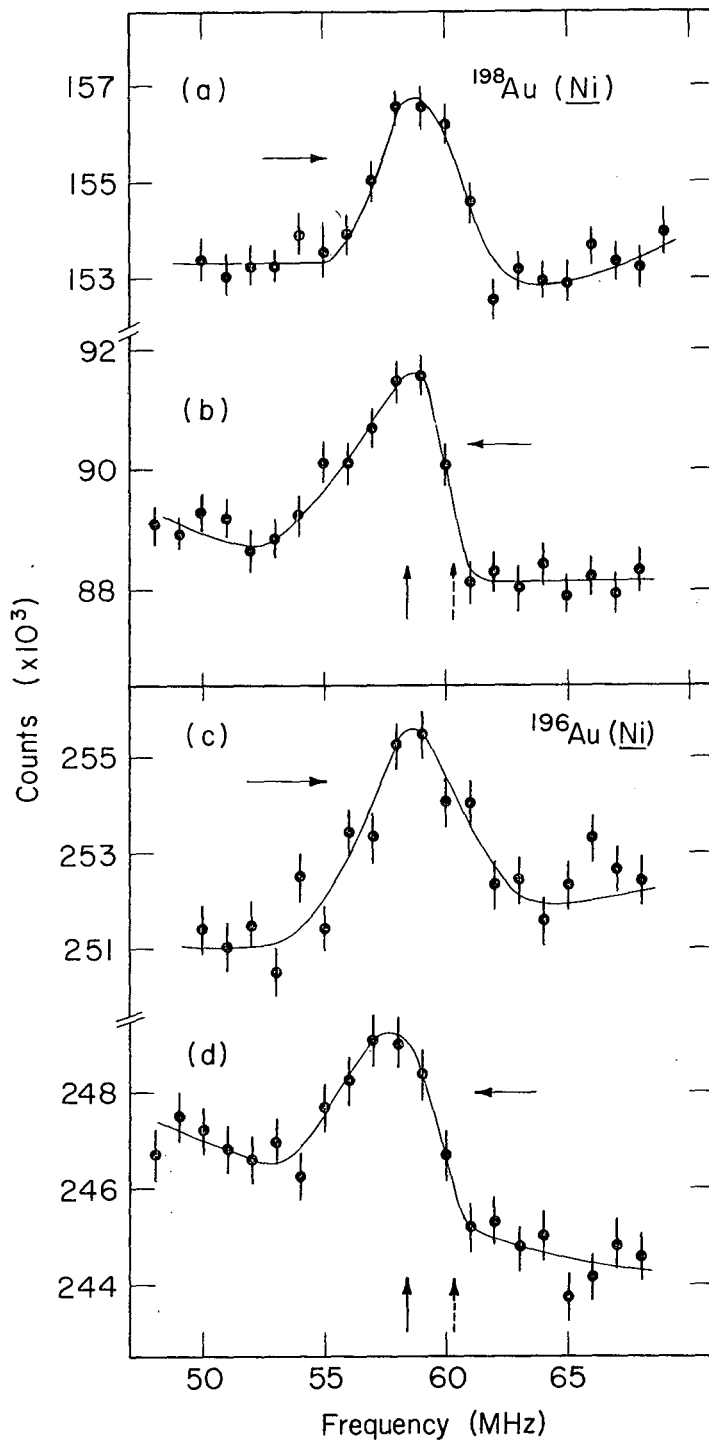 (a)
¹⁹⁸Au (Ni)
157
155
153
92
(b)
90
88
Counts (x10³)
(c)
¹⁹⁶Au (Ni)
255
253
251
(d)
248
246
244
50 55 60 65
Frequency (MHz)